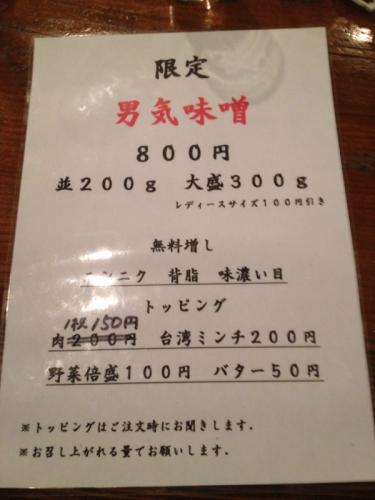 限定
男気味噌
８００円
並２００ｇ　大盛３００ｇ
レディースサイズ１００円引き
無料増し
ニンニク　背脂　味濃い目
トッピング
1枚150円
肉２００円　台湾ミンチ２００円
野菜倍盛１００円　バター５０円
※トッピングはご注文時にお聞きします．
※お召し上がれる量でお願いします．